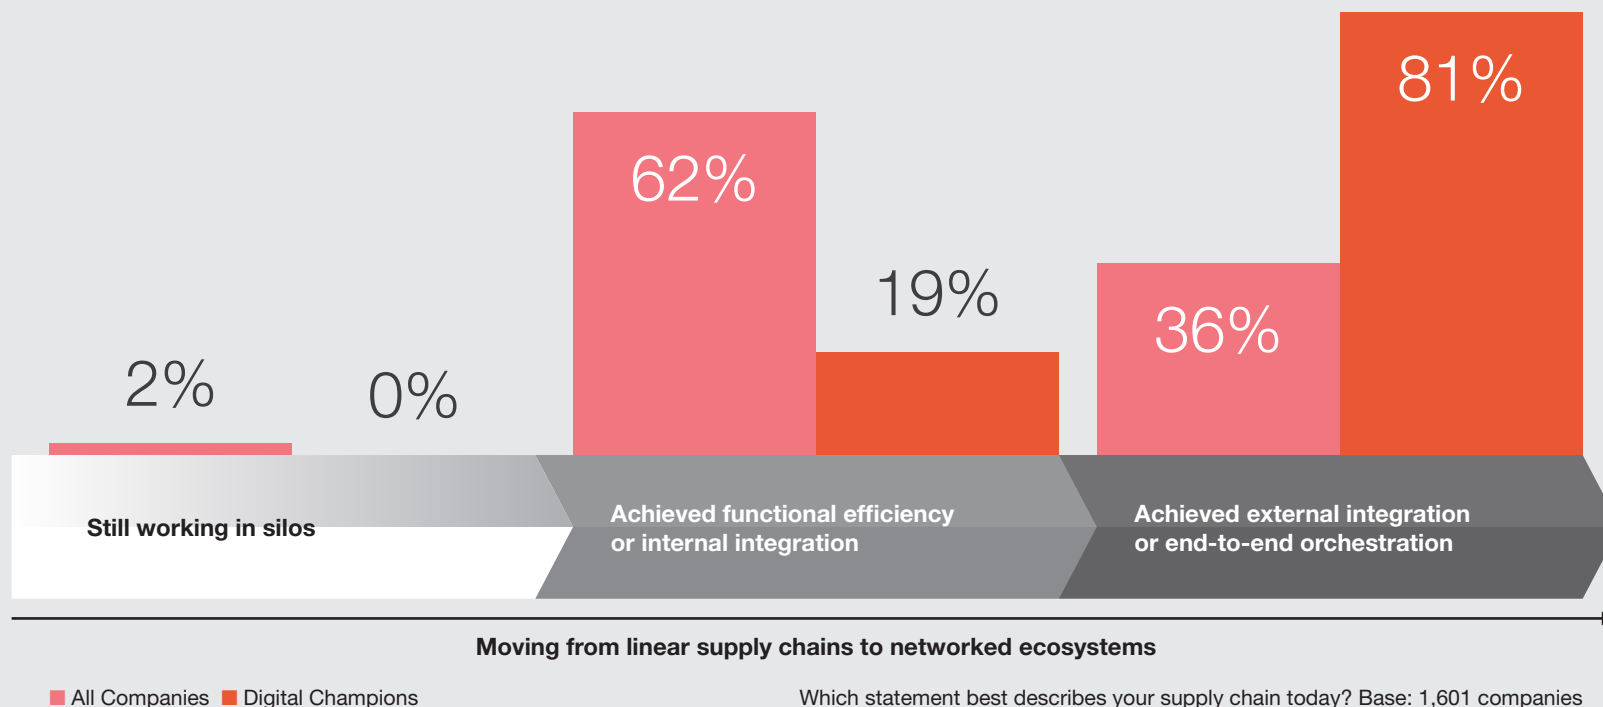 81%
62%
19%
36%
2%
0%
Still working in silos
Achieved functional efficiency
or internal integration
Achieved external integration
or end-to-end orchestration
Moving from linear supply chains to networked ecosystems
All Companies Digital Champions
Which statement best describes your supply chain today? Base: 1,601 companies